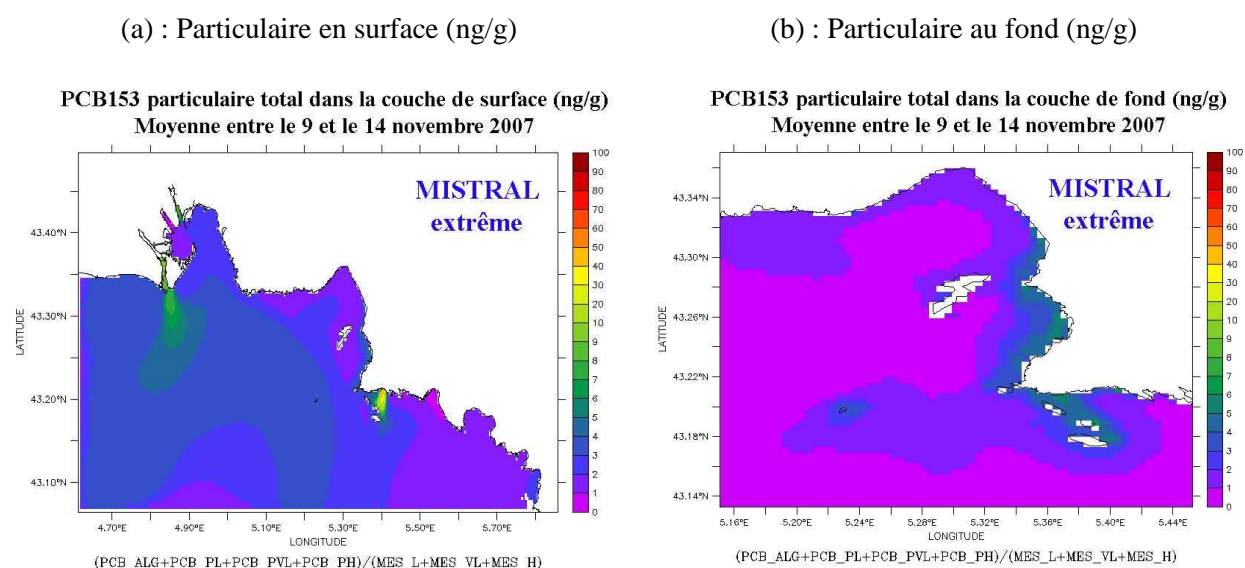 (a) : Particulaire en surface (ng/g)
PCB153 particulaire total dans la couche de surface (ng/g)
Moyenne entre le 9 et le 14 novembre 2007
MISTRAL
extrême
100
90
80
70
60
50
40
30
20
10
9
8
7
6
5
4
3
2
1
0
43.40°N
43.30°N
43.20°N
43.10°N
LATITUDE
4.70°E 4.90°E 5.10°E 5.30°E 5.50°E 5.70°E
LONGITUDE
(PCB_ALG+PCB_PL+PCB_PVL+PCB_PH)/(MES_L+MES_VL+MES_H)
(b) : Particulaire au fond (ng/g)
PCB153 particulaire total dans la couche de fond (ng/g)
Moyenne entre le 9 et le 14 novembre 2007
MISTRAL
extrême
100
90
80
70
60
50
40
30
20
10
9
8
7
6
5
4
3
2
1
0
43.34°N
43.30°N
43.26°N
43.22°N
43.18°N
43.14°N
LATITUDE
5.16°E 5.20°E 5.24°E 5.28°E 5.32°E 5.36°E 5.40°E 5.44°E
LONGITUDE
(PCB_ALG+PCB_PL+PCB_PVL+PCB_PH)/(MES_L+MES_VL+MES_H)